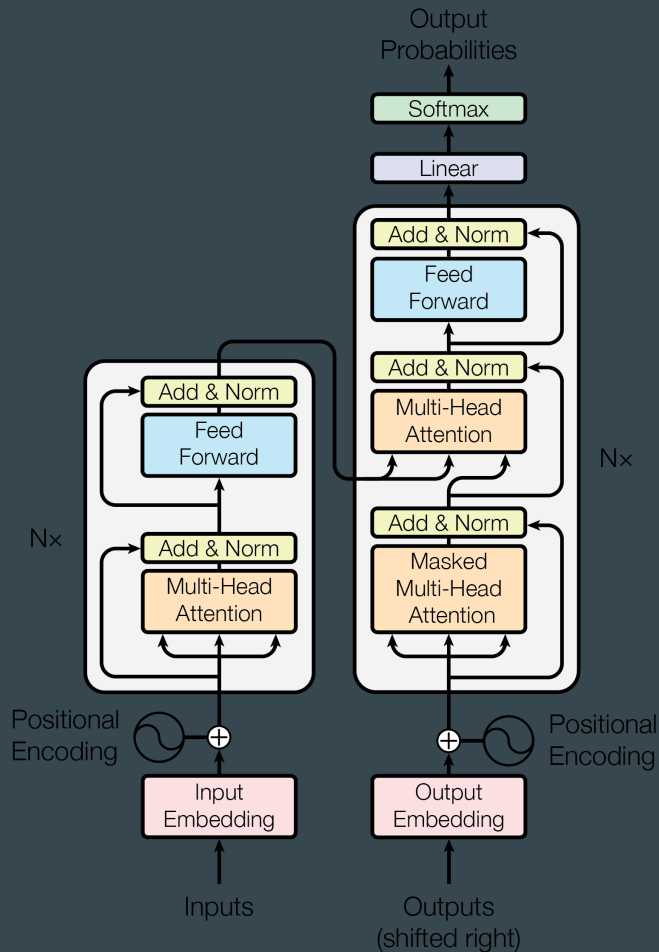 Output
Probabilities
Softmax
Linear
Add & Norm
Feed
Forward
Add & Norm
Multi-Head
Attention
Add & Norm
Masked
Multi-Head
Attention
N×
Add & Norm
Feed
Forward
Add & Norm
Multi-Head
Attention
N×
Positional
Encoding
Positional
Encoding
Input
Embedding
Output
Embedding
Inputs
Outputs
(shifted right)